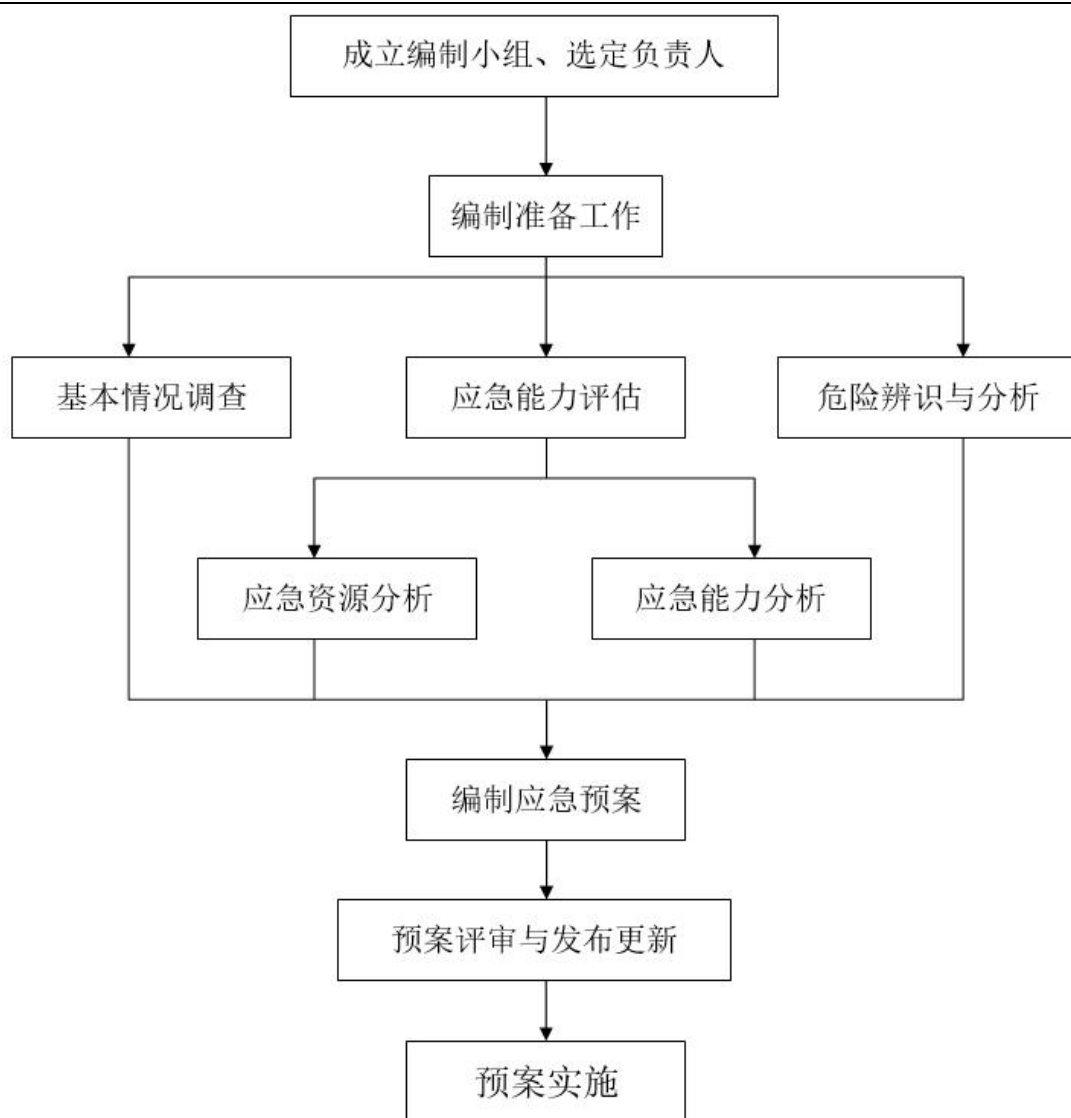 成立编制小组、选定负责人
编制准备工作
基本情况调查
应急能力评估
危险辨识与分析
应急资源分析
应急能力分析
编制应急预案
预案评审与发布更新
预案实施